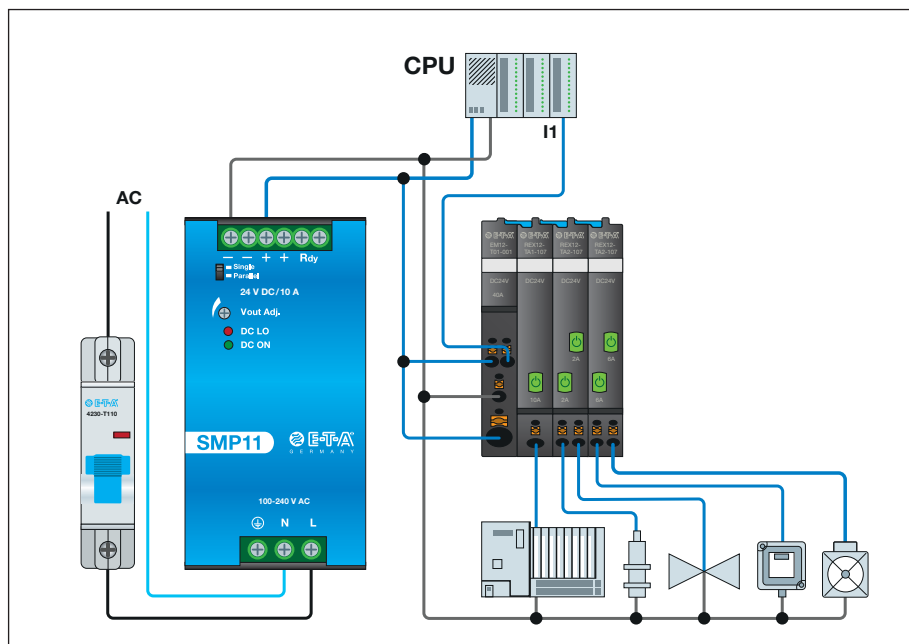 CPU
I1
AC
− − + + Rdy
Single
Parallel
24 V DC/10 A
Vout Adj.
DC LO
DC ON
SMP11
E-T-A
GERMANY
100-240 V AC
N L
E-T-A
4230-T110
E-T-A
EM12-
T01-001
DC24V
40A
E-T-A
REX12-
TA1-107
DC24V
10A
E-T-A
REX12-
TA2-107
DC24V
2A
2A
E-T-A
REX12-
TA2-107
DC24V
6A
6A